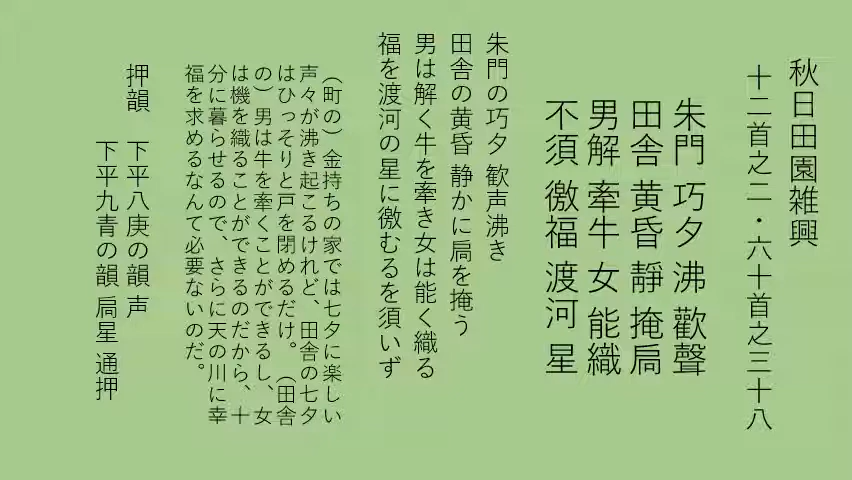 秋日田園雑興
十二首之二・六十首之三十八
朱門 巧夕 沸 歡聲
田舎 黄昏 靜 掩扃
男解 牽牛 女 能織
不須 徼福 渡河 星
朱門の巧夕 歓声沸き
田舎の黄昏 静かに扃を掩う
男は解く牛を牽き女は能く織る
福を渡河の星に徼むるを須いず
（町の）金持ちの家では七夕に楽しい
声々が沸き起こるけれど、田舎の七夕
はひっそりと戸を閉めるだけ。（田舎
の）男は牛を牽くことができるし、女
は機を織ることができるのだから、十
分に暮らせるので、さらに天の川に幸
福を求めるなんて必要ないのだ。
押韻 下平八庚の韻 声
下平九青の韻 扃星 通押